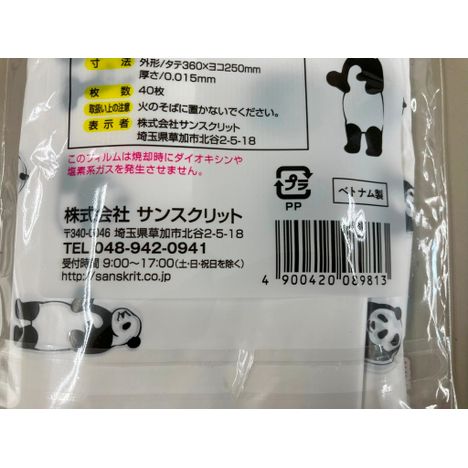 寸法 外形/タテ360×ヨコ250mm
厚さ/0.015mm
枚数 40枚
取扱い上の注意 火のそばに置かないでください。
表示者 株式会社サンスクリット
埼玉県草加市北谷2-5-18
このフィルムは焼却時にダイオキシンや
塩素系ガスを発生させません。
プラ
PP
ベトナム製
株式会社 サンスクリット
〒340-0046 埼玉県草加市北谷2-5-18
TEL 048-942-0941
受付時間 9:00~17:00(土・日・祝日を除く)
http://sanskrit.co.jp
4 900420 089813